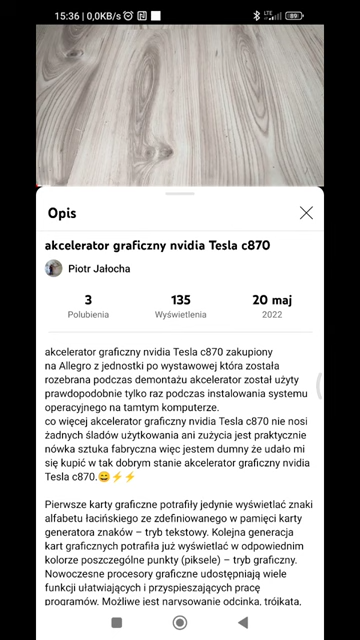 15:36 | 0,0KB/s
LTE
89
Opis
akcelerator graficzny nvidia Tesla c870
Piotr Jałocha
3
135
20 maj
Polubienia
Wyświetlenia
2022
akcelerator graficzny nvidia Tesla c870 zakupiony
na Allegro z jednostki po wystawowej która została
rozebrana podczas demontażu akcelerator został użyty
prawdopodobnie tylko raz podczas instalowania systemu
operacyjnego na tamtym komputerze.
co więcej akcelerator graficzny nvidia Tesla c870 nie nosi
żadnych śladów użytkowania ani zużycia jest praktycznie
nówka sztuka fabryczna więc jestem dumny że udało mi
się kupić w tak dobrym stanie akcelerator graficzny nvidia
Tesla c870.😄⚡⚡
Pierwsze karty graficzne potrafiły jedynie wyświetlać znaki
alfabetu łacińskiego ze zdefiniowanego w pamięci karty
generatora znaków – tryb tekstowy. Kolejna generacja
kart graficznych potrafiła już wyświetlać w odpowiednim
kolorze poszczególne punkty (piksele) – tryb graficzny.
Nowoczesne procesory graficzne udostępniają wiele
funkcji ułatwiających i przyspieszających pracę
programów. Możliwe jest narysowanie odcinka, trójkąta,